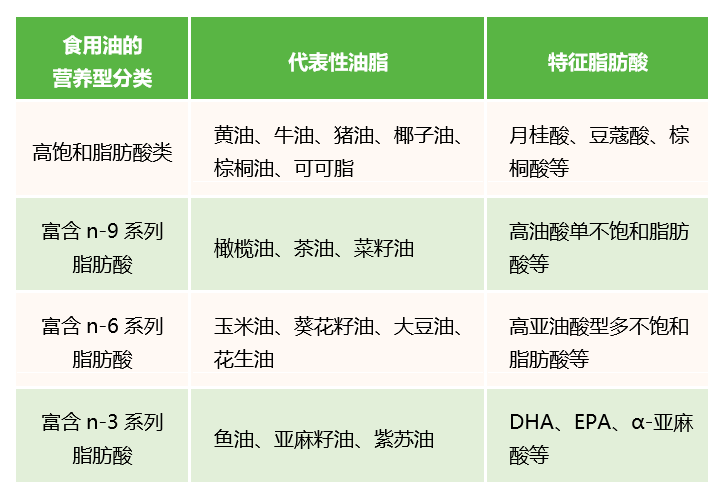 食用油的
营养型分类
代表性油脂
特征脂肪酸
高饱和脂肪酸类
黄油、牛油、猪油、椰子油、
棕桐油、可可脂
月桂酸、豆蔻酸、棕
桐酸等
富含 n-9 系列
脂肪酸
橄榄油、茶油、菜籽油
高油酸单不饱和脂肪
酸等
富含 n-6 系列
脂肪酸
玉米油、葵花籽油、大豆油、
花生油
高亚油酸型多不饱和
脂肪酸等
富含 n-3 系列
脂肪酸
鱼油、亚麻籽油、紫苏油
DHA、EPA、α-亚麻
酸等